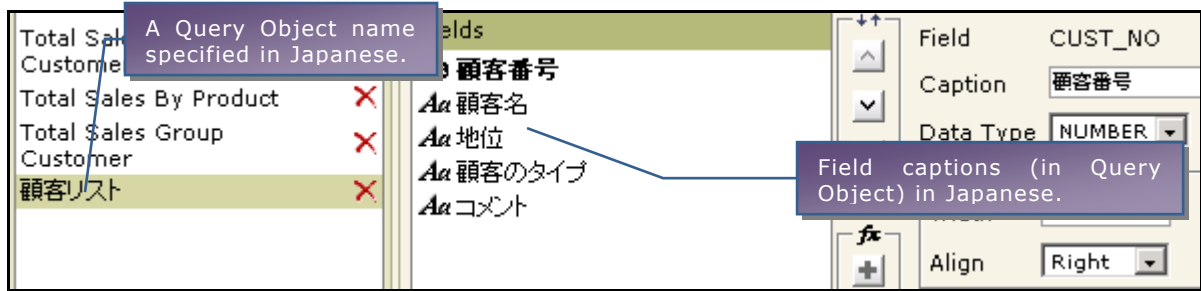 Total Sal
Customer
Total Sales By Product
Total Sales Group
Customer
顧客リスト
A Query Object name
specified in Japanese.
elds
顧客番号
Aa 顧客名
Aa 地位
Aa 顧客のタイプ
Aa コメント
fx
Field CUST_NO
Caption 顧客番号
Data Type NUMBER
Field captions (in Query
Object) in Japanese.
Align Right